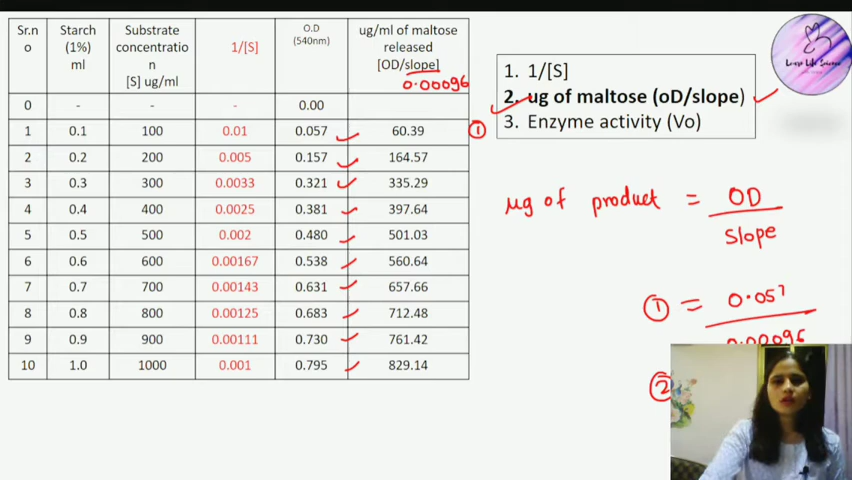 Sr.n
o
Starch
(1%)
ml
Substrate
concentratio
n
[S] ug/ml
1/[S]
O.D
(540nm)
ug/ml of maltose
released
[OD/slope]
0.00096
0 - - - 0.00
1 0.1 100 0.01 0.057 60.39
2 0.2 200 0.005 0.157 164.57
3 0.3 300 0.0033 0.321 335.29
4 0.4 400 0.0025 0.381 397.64
5 0.5 500 0.002 0.480 501.03
6 0.6 600 0.00167 0.538 560.64
7 0.7 700 0.00143 0.631 657.66
8 0.8 800 0.00125 0.683 712.48
9 0.9 900 0.00111 0.730 761.42
10 1.0 1000 0.001 0.795 829.14
1. 1/[S]
2. ug of maltose (oD/slope)
① 3. Enzyme activity (Vo)
Life Science
μg of product = OD
Slope
① = 0.057
0.00096
②